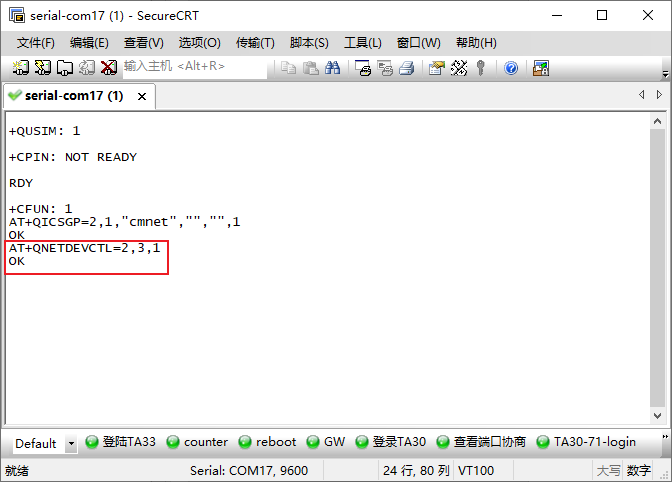 serial-com17 (1) - SecureCRT
文件(F) 编辑(E) 查看(V) 选项(O) 传输(T) 脚本(S) 工具(L) 窗口(W) 帮助(H)
输入主机 <Alt+R>
serial-com17 (1)
+QUSIM: 1
+CPIN: NOT READY
RDY
+CFUN: 1
AT+QICSGP=2,1,"cmnet","","",1
OK
AT+QNETDEVCTL=2,3,1
OK
Default 登陆TA33 counter reboot GW 登录TA30 查看端口协商 TA30-71-login
就绪 Serial: COM17, 9600 24 行, 80 列 VT100 大写 数字